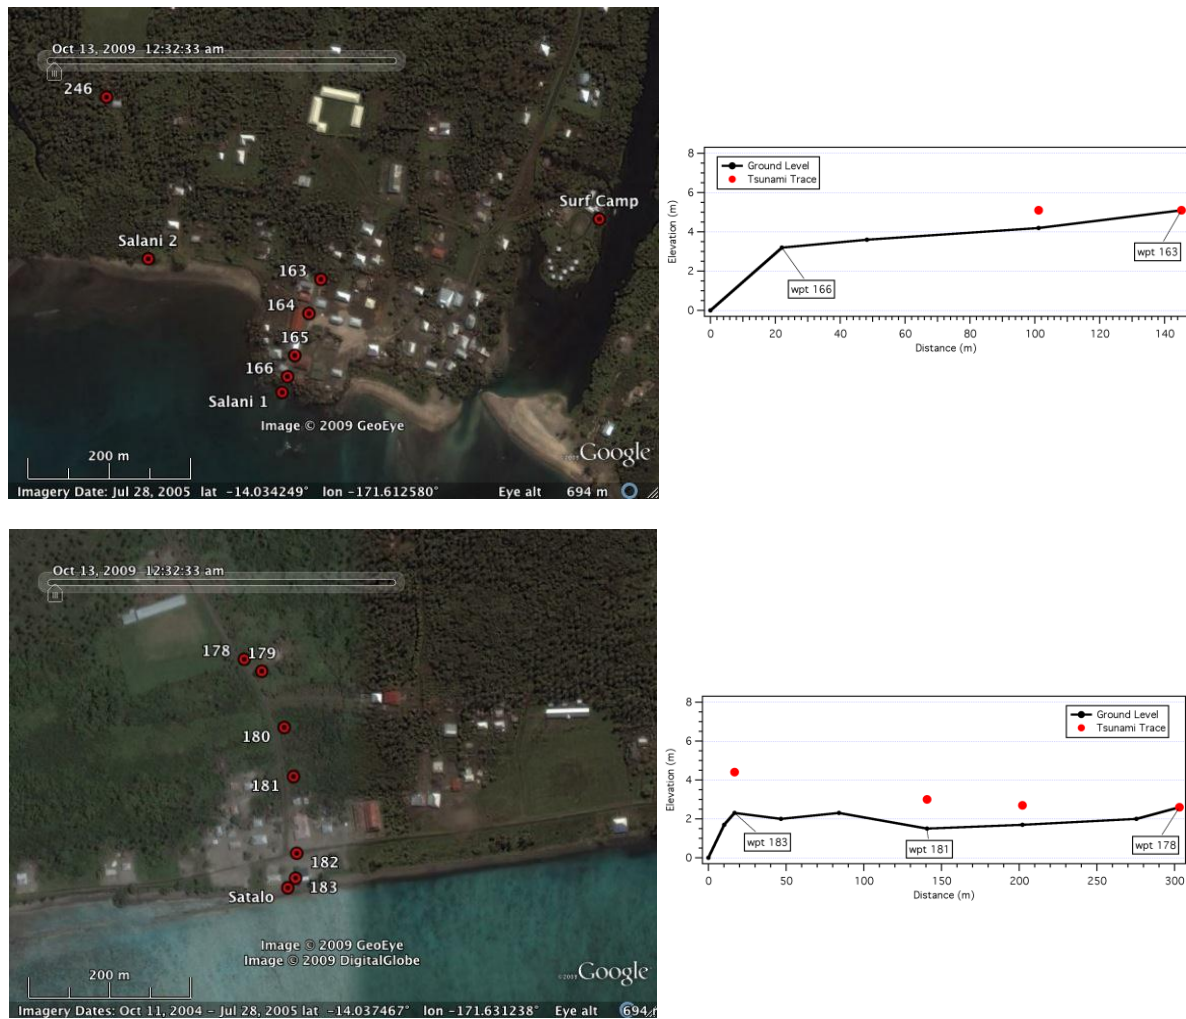 Oct 13, 2009 12:32:33 am
246
Surf Camp
Salani 2
163
164
165
166
Salani 1
Image © 2009 GeoEye
200 m
Google
Imagery Date: Jul 28, 2005 lat -14.034249° lon -171.612580° Eye alt 694 m
8
6
4
2
0
Elevation (m)
Ground Level
Tsunami Trace
wpt 166
wpt 163
0 20 40 60 80 100 120 140
Distance (m)
Oct 13, 2009 12:32:33 am
178 179
180
181
182
183
Satalo
Image © 2009 GeoEye
Image © 2009 DigitalGlobe
200 m
©2009 Google
Imagery Dates: Oct 11, 2004 - Jul 28, 2005 lat -14.037467° lon -171.631238° Eye alt 694
8
6
4
2
0
Elevation (m)
Ground Level
Tsunami Trace
wpt 183
wpt 181
wpt 178
0 50 100 150 200 250 300
Distance (m)